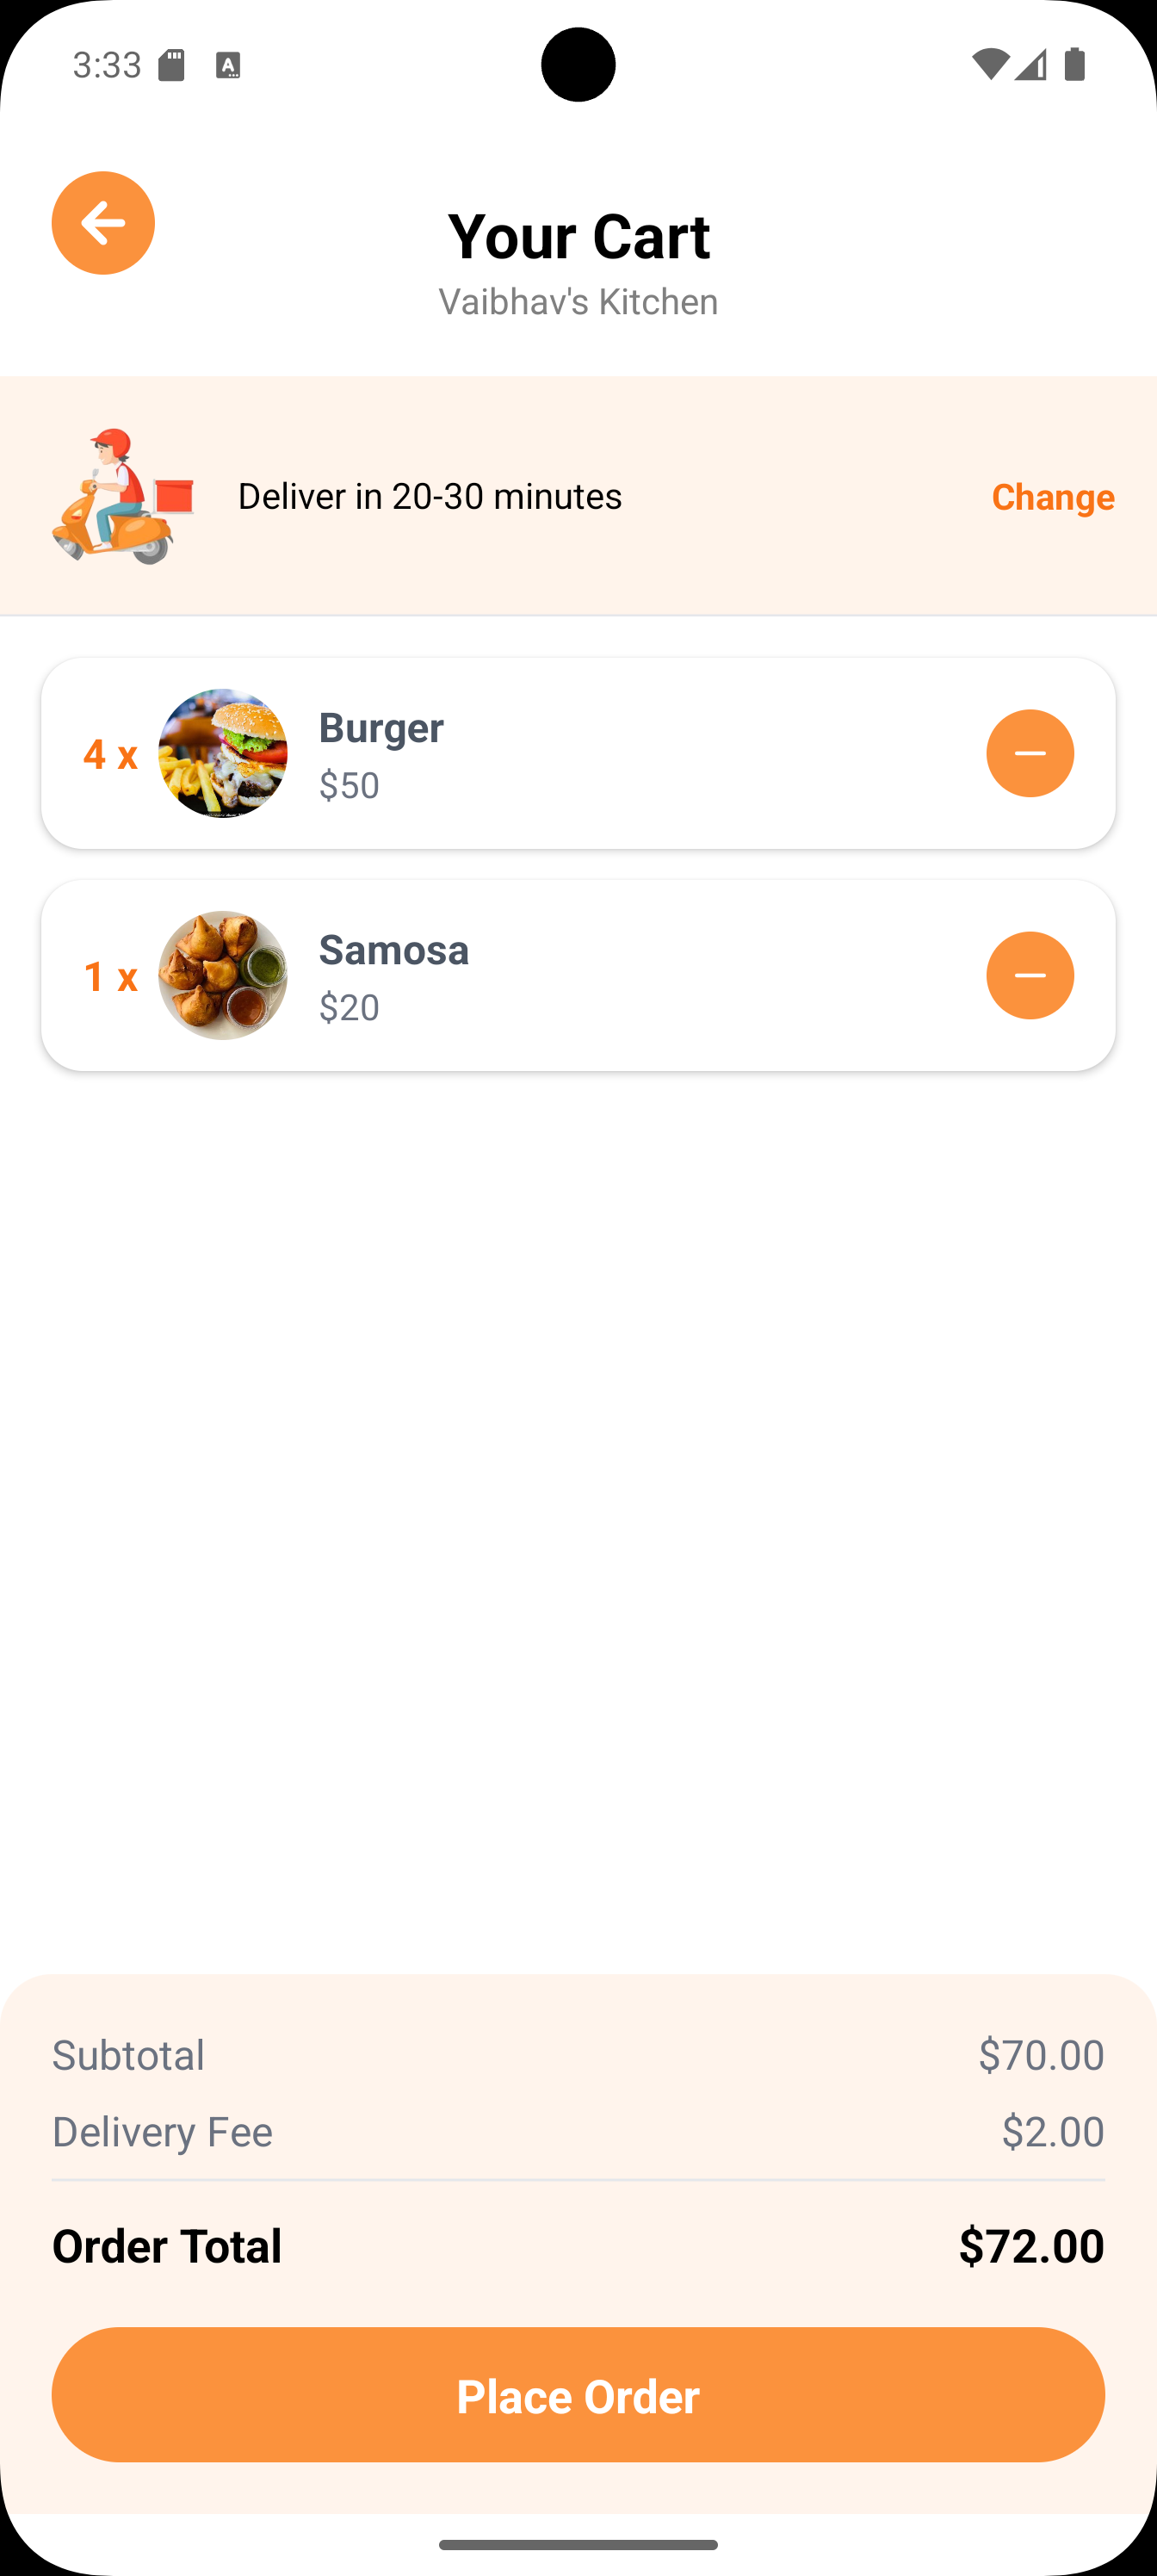 3:33
Your Cart
Vaibhav's Kitchen
Deliver in 20-30 minutes
Change
4 x
Burger
$50
1 x
Samosa
$20
Subtotal $70.00
Delivery Fee $2.00
Order Total $72.00
Place Order